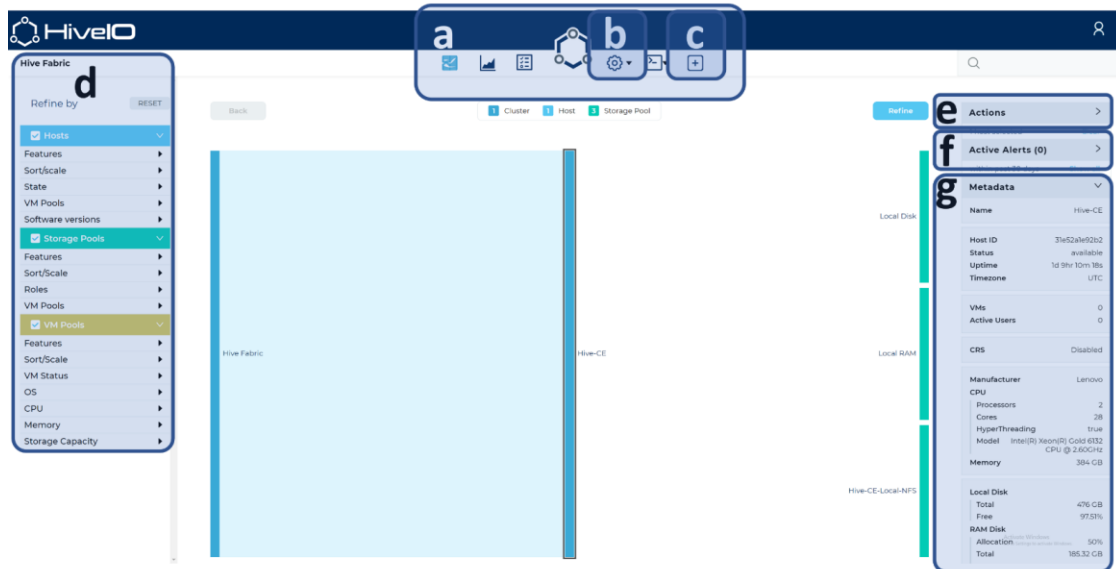 HiveIO
a
b
c
Hive Fabric
d
Refine by
RESET
Back
1 Cluster 1 Host 3 Storage Pool
Refine
Hosts
Features
Sort/scale
State
VM Pools
Software versions
Storage Pools
Features
Sort/Scale
Roles
VM Pools
VM Pools
Features
Sort/Scale
VM Status
OS
CPU
Memory
Storage Capacity
Hive Fabric
Hive-CE
Local Disk
Local RAM
Hive-CE-Local-NFS
e
Actions
f
Active Alerts (0)
g
Metadata
Name Hive-CE
Host ID 31e52a1e92b2
Status available
Uptime 1d 9hr 10m 18s
Timezone UTC
VMs 0
Active Users 0
CRS Disabled
Manufacturer Lenovo
CPU
Processors 2
Cores 28
HyperThreading true
Model Intel(R) Xeon(R) Gold 6132
CPU @ 2.60GHz
Memory 384 GB
Local Disk
Total 476 GB
Free 97.51%
RAM Disk
Allocation 50%
Total 185.32 GB